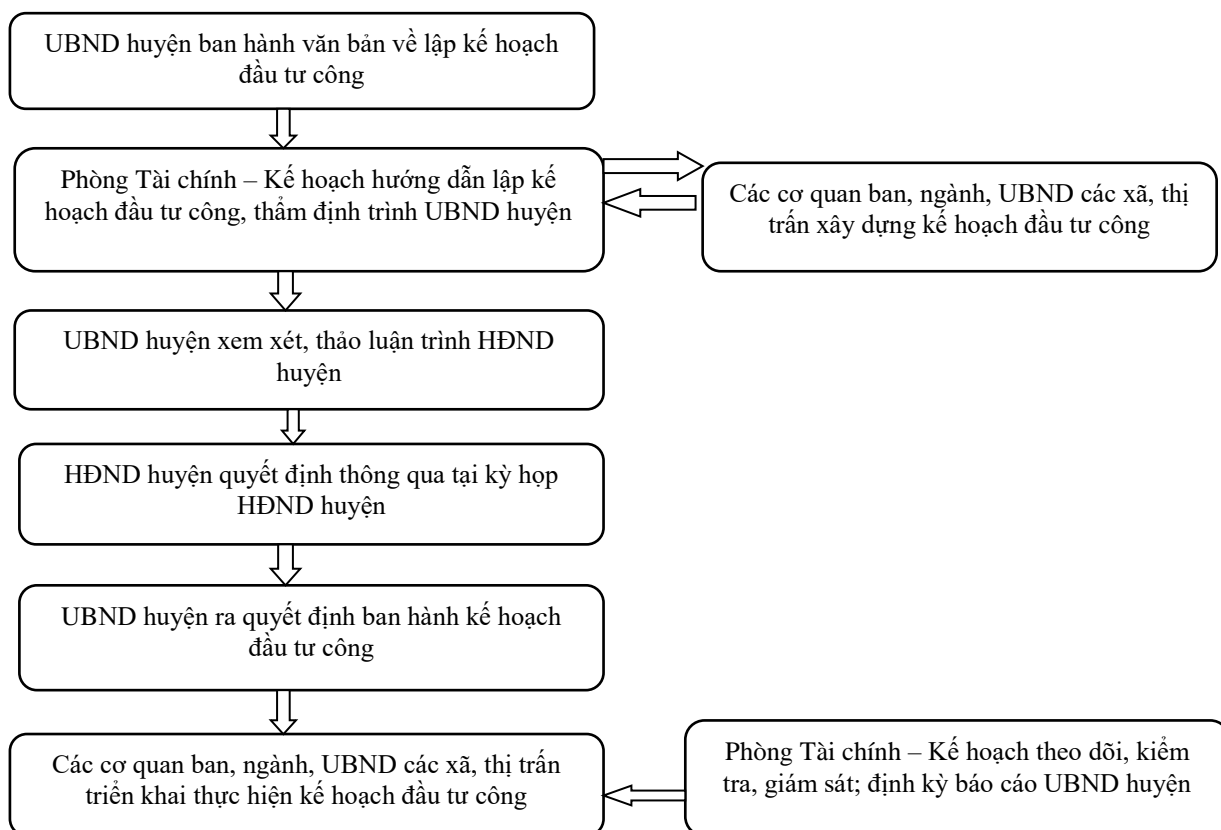 UBND huyện ban hành văn bản về lập kế hoạch
đầu tư công
Phòng Tài chính – Kế hoạch hướng dẫn lập kế
hoạch đầu tư công, thẩm định trình UBND huyện
Các cơ quan ban, ngành, UBND các xã, thị
trấn xây dựng kế hoạch đầu tư công
UBND huyện xem xét, thảo luận trình HĐND
huyện
HĐND huyện quyết định thông qua tại kỳ họp
HĐND huyện
UBND huyện ra quyết định ban hành kế hoạch
đầu tư công
Các cơ quan ban, ngành, UBND các xã, thị trấn
triển khai thực hiện kế hoạch đầu tư công
Phòng Tài chính – Kế hoạch theo dõi, kiểm
tra, giám sát; định kỳ báo cáo UBND huyện